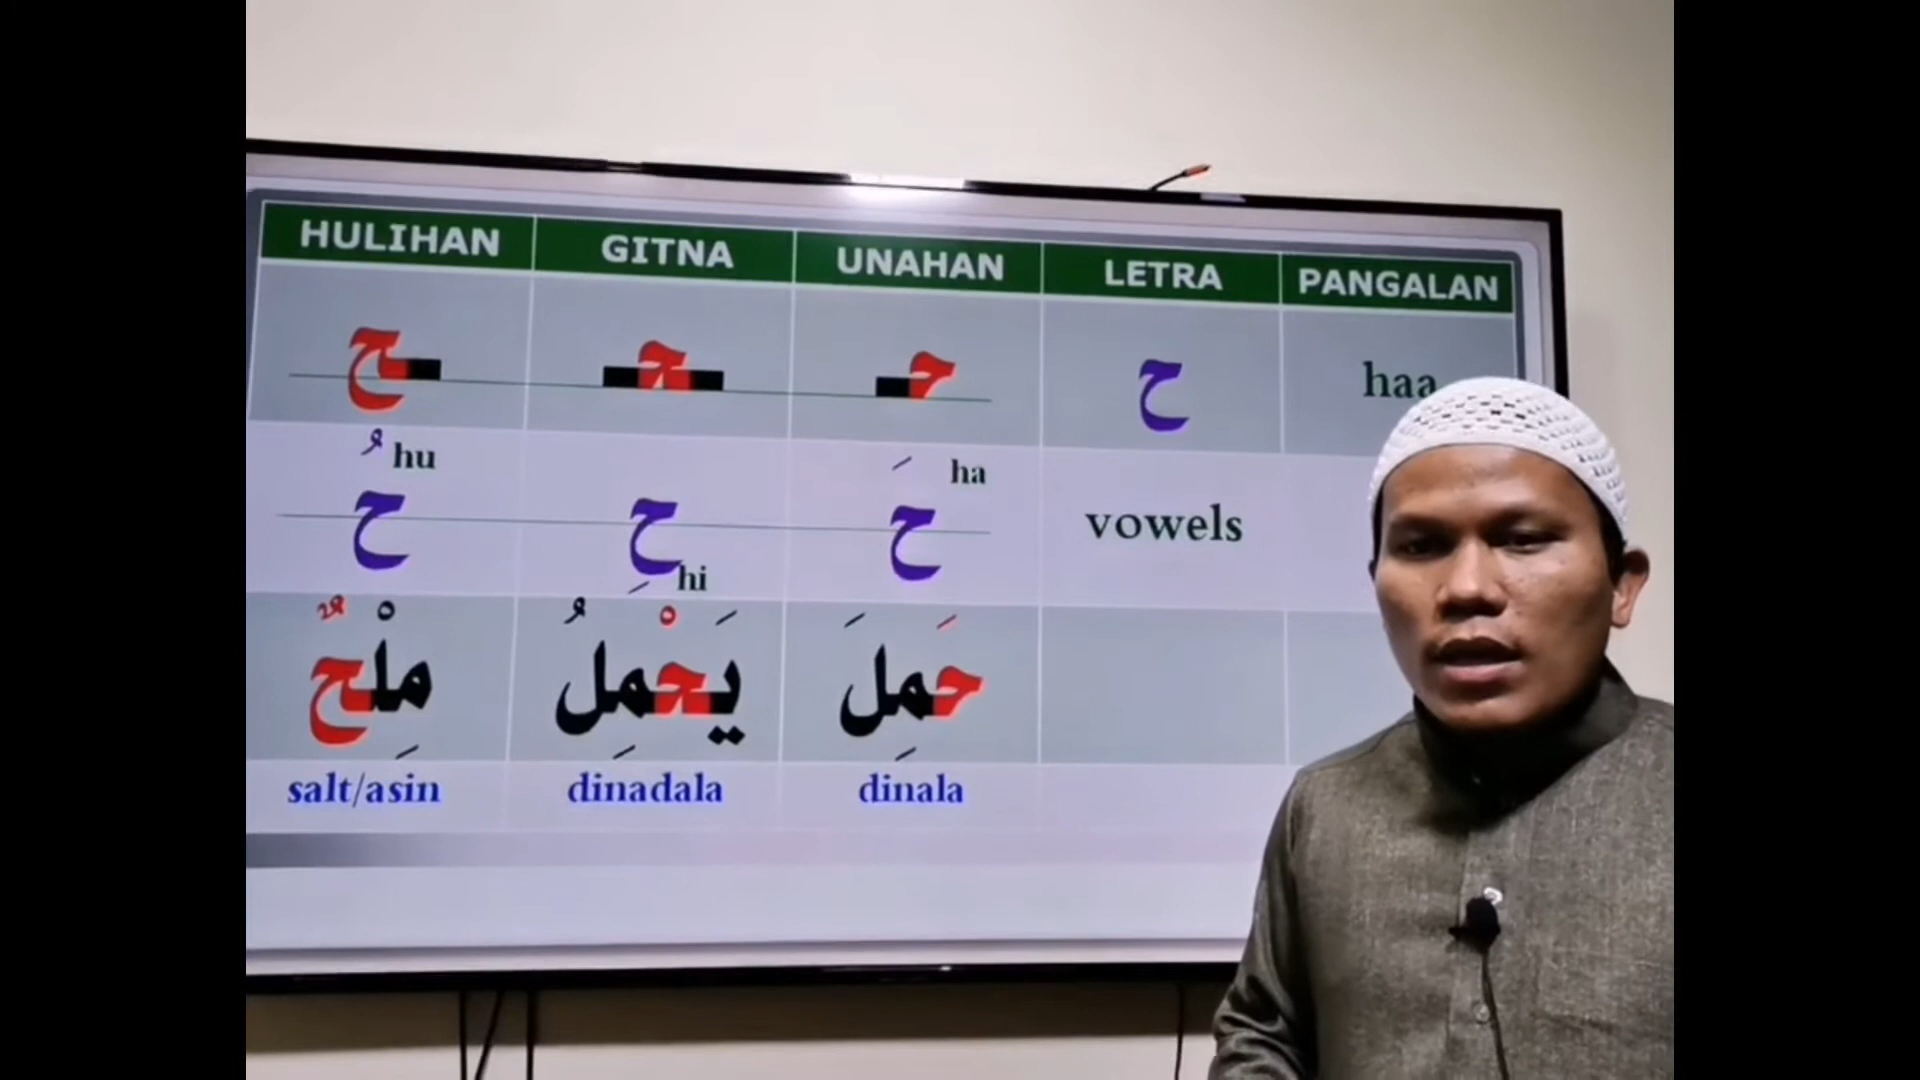 HULIHAN GITNA UNAHAN LETRA PANGALAN
ح ح ح ح haa
حُ hu حِ hi حَ ha vowels
مِلْحٌ يَحْمِلُ حَمِلَ
salt/asin dinadala dinala